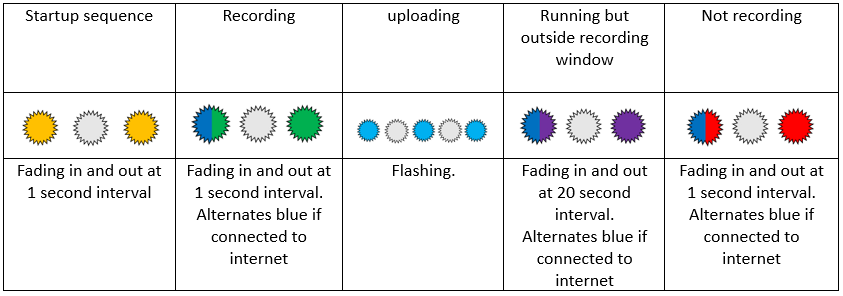 Startup sequence
Recording
uploading
Running but
outside recording
window
Not recording
Fading in and out at
1 second interval
Fading in and out at
1 second interval.
Alternates blue if
connected to
internet
Flashing.
Fading in and out
at 20 second
interval.
Alternates blue if
connected to
internet
Fading in and out at
1 second interval.
Alternates blue if
connected to
internet